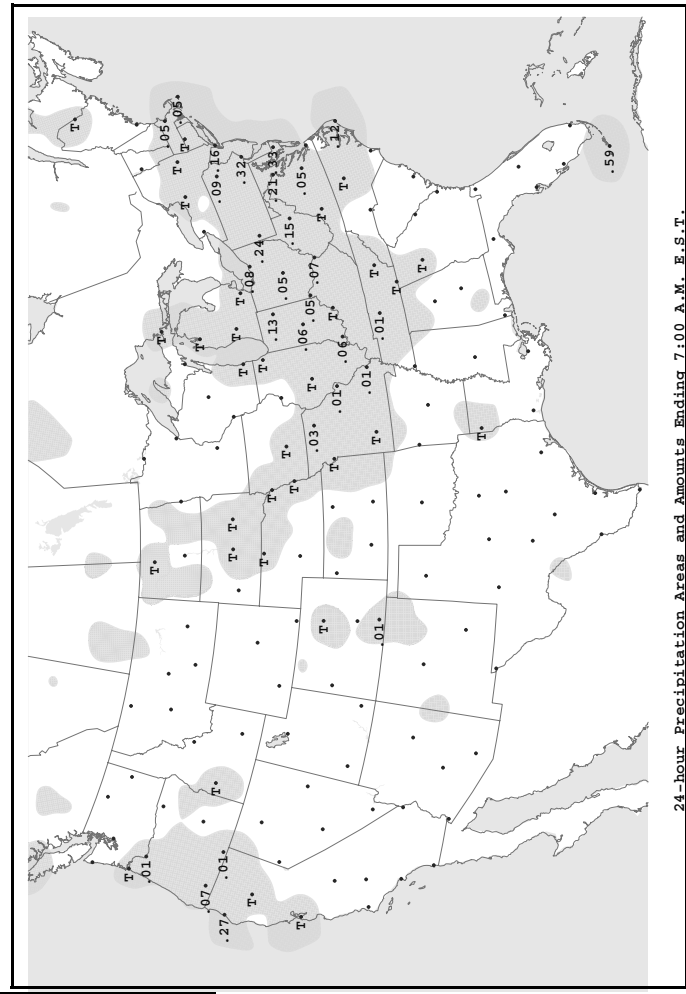 T
T
.01
T
T
.05
T
.05
T
T
T
.07
.16
T
.09
.01
.27
T
T
T
T
.32
T
.08
T
.24
T
T
.13
T
.21
.33
.05
T
.15
T
T
.05
.06
.05
T
.03
.07
T
T
T
T
.12
.01
.06
T
.01
T
T
.01
.01
T
T
T
.59
24-hour Precipitation Areas and Amounts Ending 7:00 A.M. E.S.T.